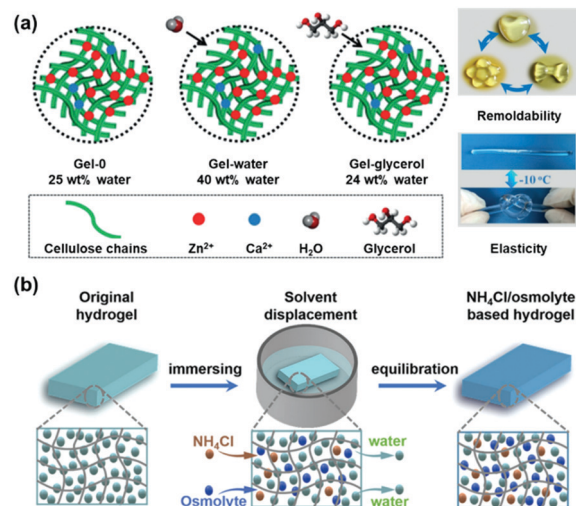 (a)
Gel-0
25 wt% water
Gel-water
40 wt% water
Gel-glycerol
24 wt% water
Remoldability
-10 °C
Elasticity
Cellulose chains
Zn²⁺
Ca²⁺
H₂O
Glycerol
(b)
Original
hydrogel
Solvent
displacement
NH₄Cl/osmolyte
based hydrogel
immersing
equilibration
NH₄Cl
water
Osmolyte
water